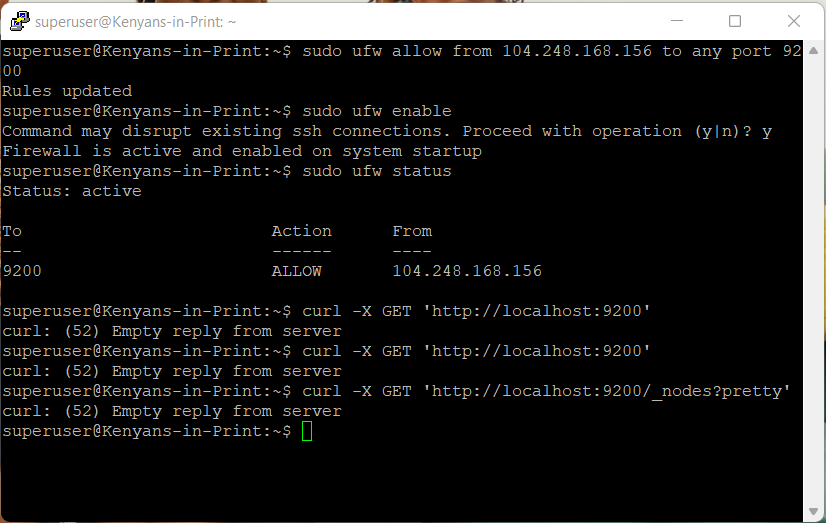 superuser@Kenyans-in-Print: ~
superuser@Kenyans-in-Print:~$ sudo ufw allow from 104.248.168.156 to any port 92
00
Rules updated
superuser@Kenyans-in-Print:~$ sudo ufw enable
Command may disrupt existing ssh connections. Proceed with operation (y|n)? y
Firewall is active and enabled on system startup
superuser@Kenyans-in-Print:~$ sudo ufw status
Status: active
To                         Action      From
--                         ------      ----
9200                       ALLOW       104.248.168.156
superuser@Kenyans-in-Print:~$ curl -X GET 'http://localhost:9200'
curl: (52) Empty reply from server
superuser@Kenyans-in-Print:~$ curl -X GET 'http://localhost:9200'
curl: (52) Empty reply from server
superuser@Kenyans-in-Print:~$ curl -X GET 'http://localhost:9200/_nodes?pretty'
curl: (52) Empty reply from server
superuser@Kenyans-in-Print:~$